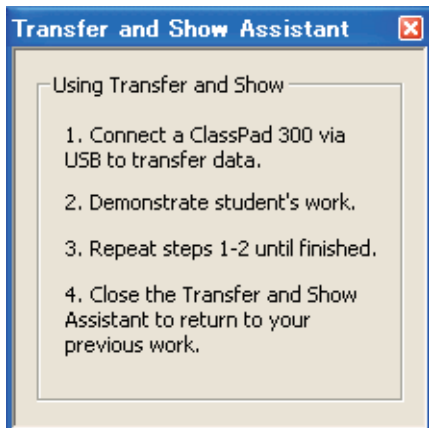 Transfer and Show Assistant
Using Transfer and Show
1. Connect a ClassPad 300 via
USB to transfer data.
2. Demonstrate student's work.
3. Repeat steps 1-2 until finished.
4. Close the Transfer and Show
Assistant to return to your
previous work.